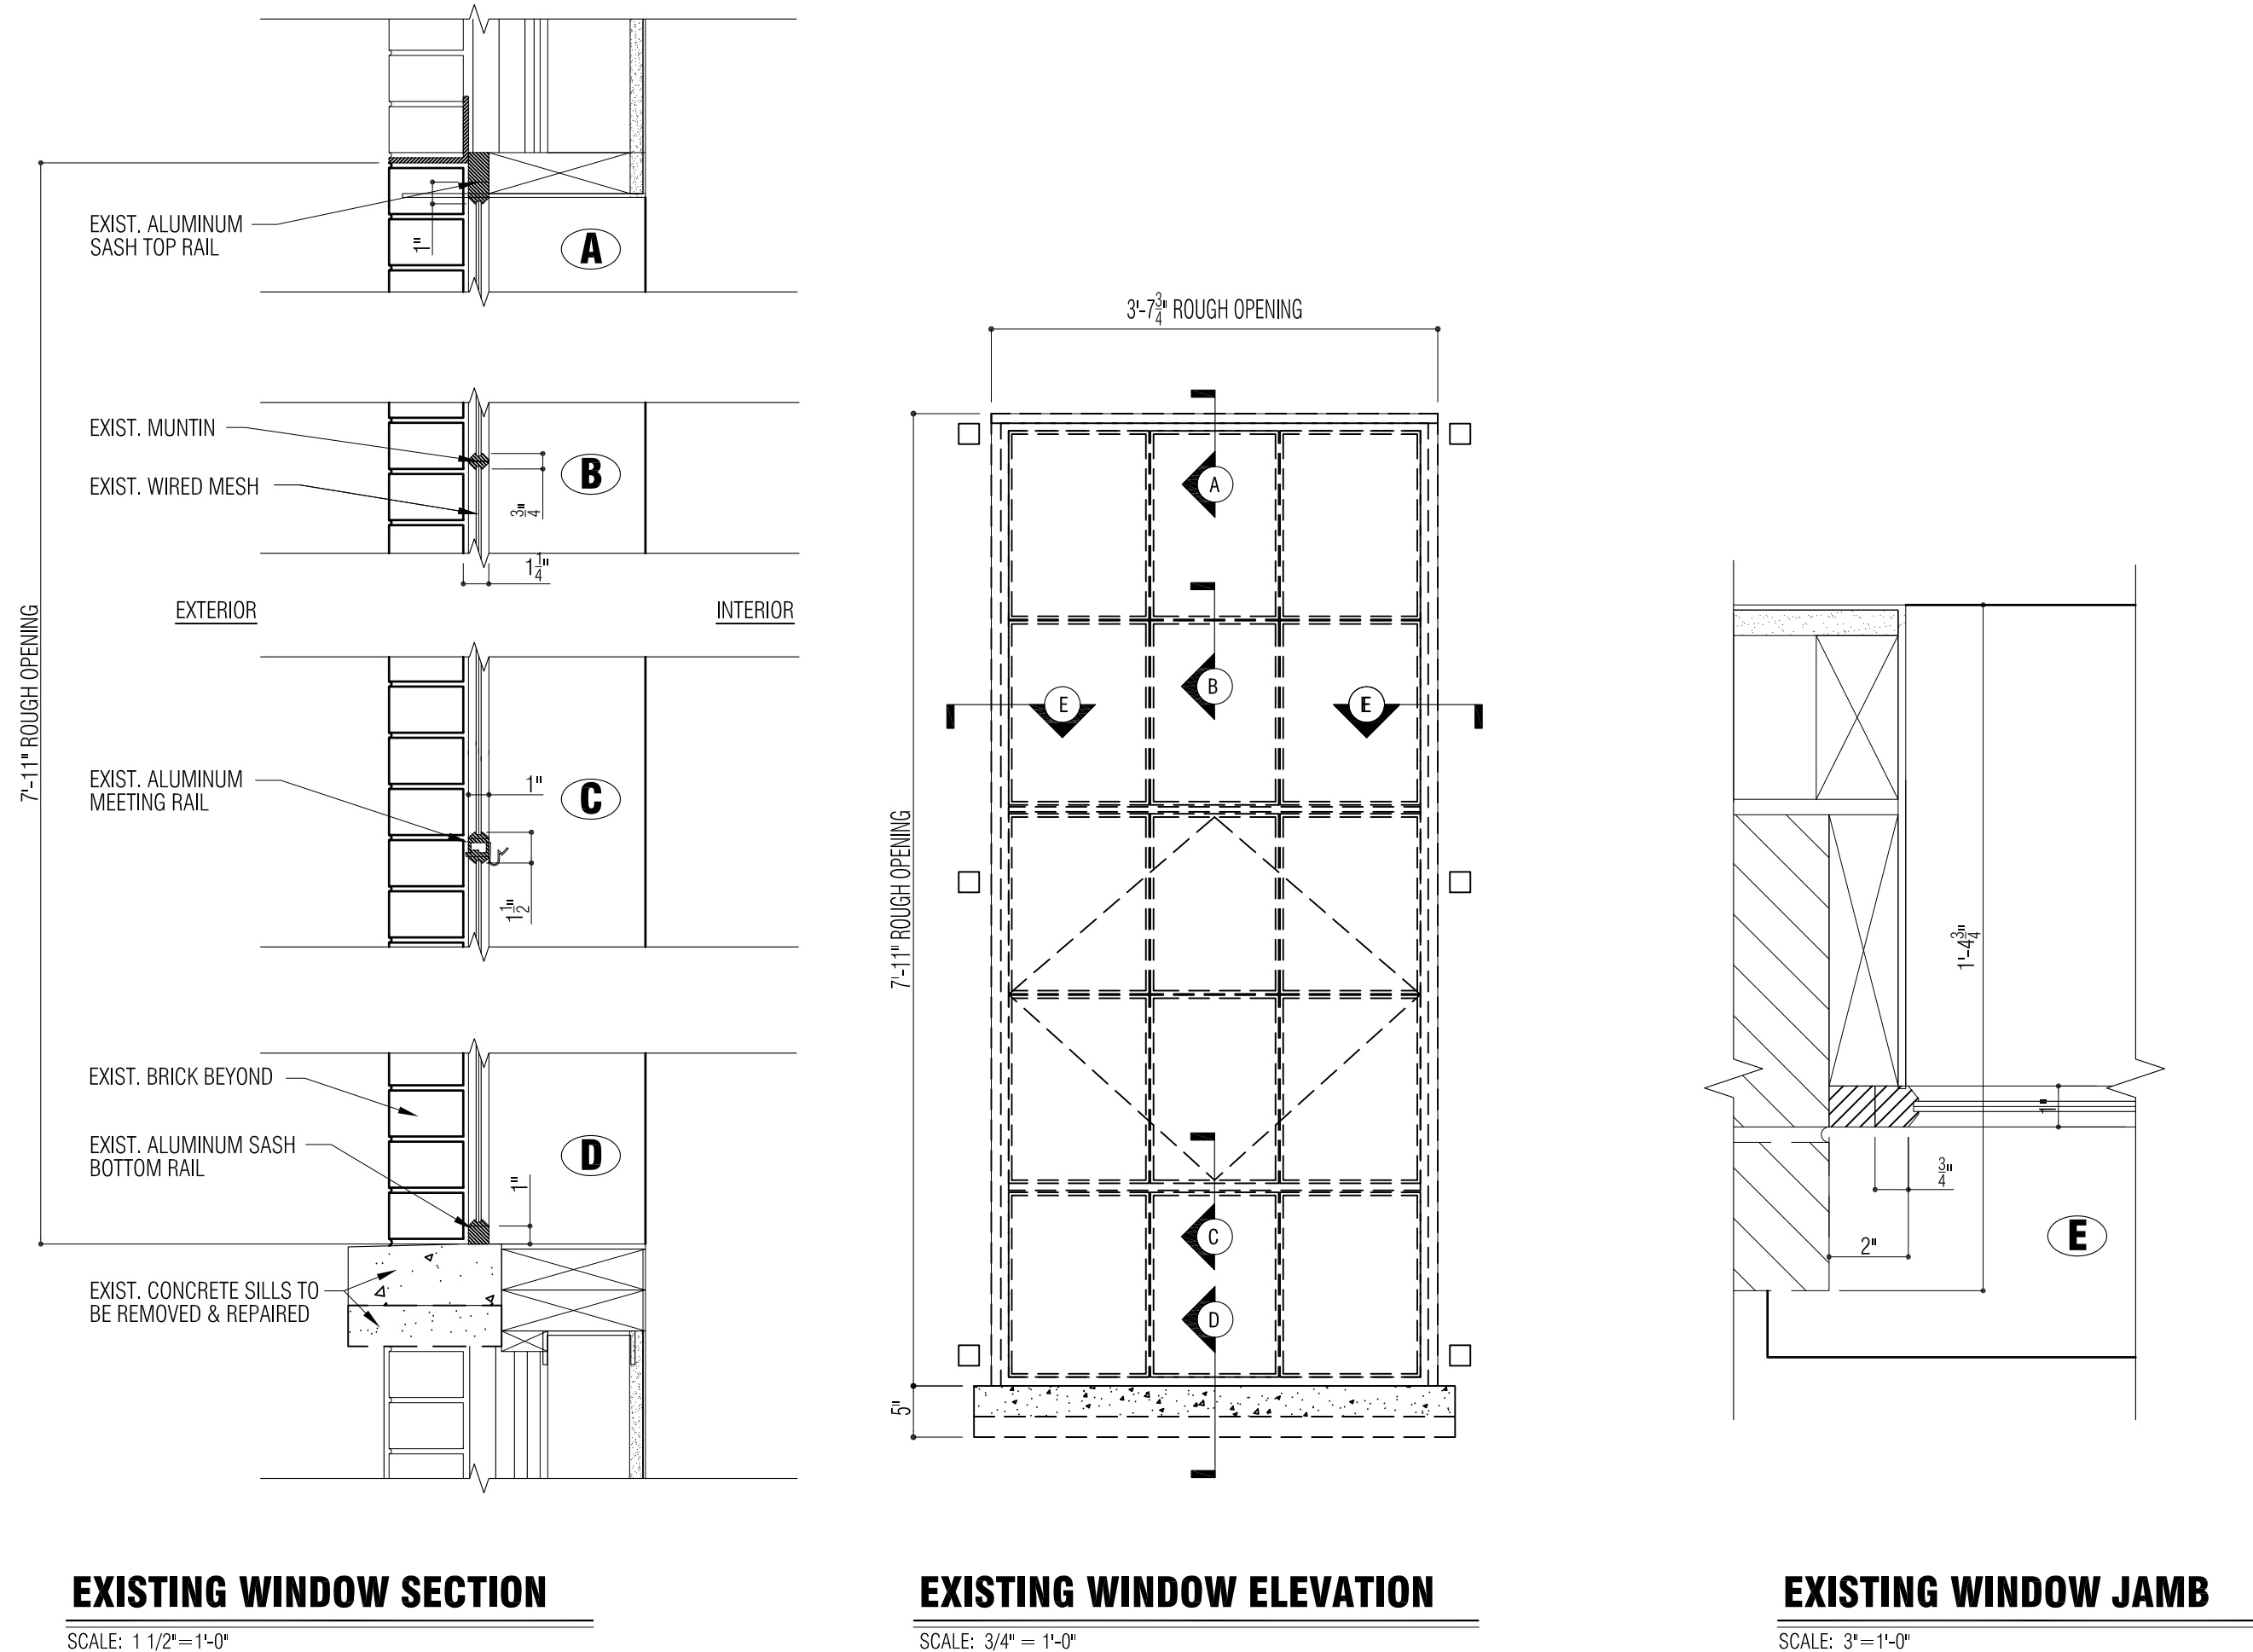 EXIST. ALUMINUM
SASH TOP RAIL
1"
A
EXIST. MUNTIN
EXIST. WIRED MESH
B
3/4"
1 1/4"
EXTERIOR
INTERIOR
7'-11" ROUGH OPENING
EXIST. ALUMINUM
MEETING RAIL
1"
C
1 1/2"
EXIST. BRICK BEYOND
EXIST. ALUMINUM SASH
BOTTOM RAIL
1"
D
EXIST. CONCRETE SILLS TO
BE REMOVED & REPAIRED
EXISTING WINDOW SECTION
SCALE: 1 1/2"=1'-0"
3'-7 3/4" ROUGH OPENING
A
B
E
E
7'-11" ROUGH OPENING
C
D
5"
EXISTING WINDOW ELEVATION
SCALE: 3/4" = 1'-0"
1'-4 3/4"
1"
3/4"
2"
E
EXISTING WINDOW JAMB
SCALE: 3"=1'-0"